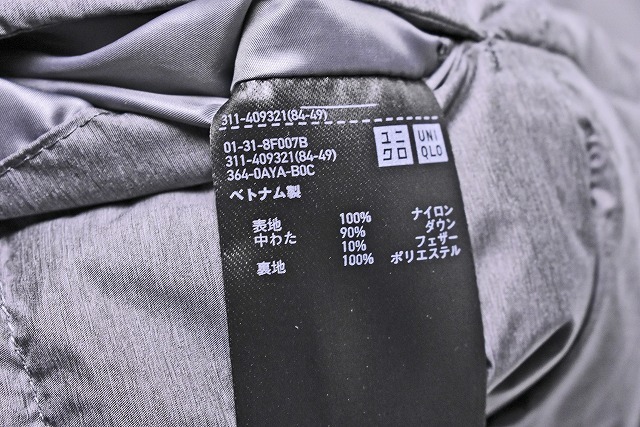 311-409321(84-49)
ユニクロ UNIQLO
01-31-8F007B
311-409321(84-49)
364-0AYA-B0C
ベトナム製
表地 100% ナイロン
中わた 90% ダウン
10% フェザー
裏地 100% ポリエステル